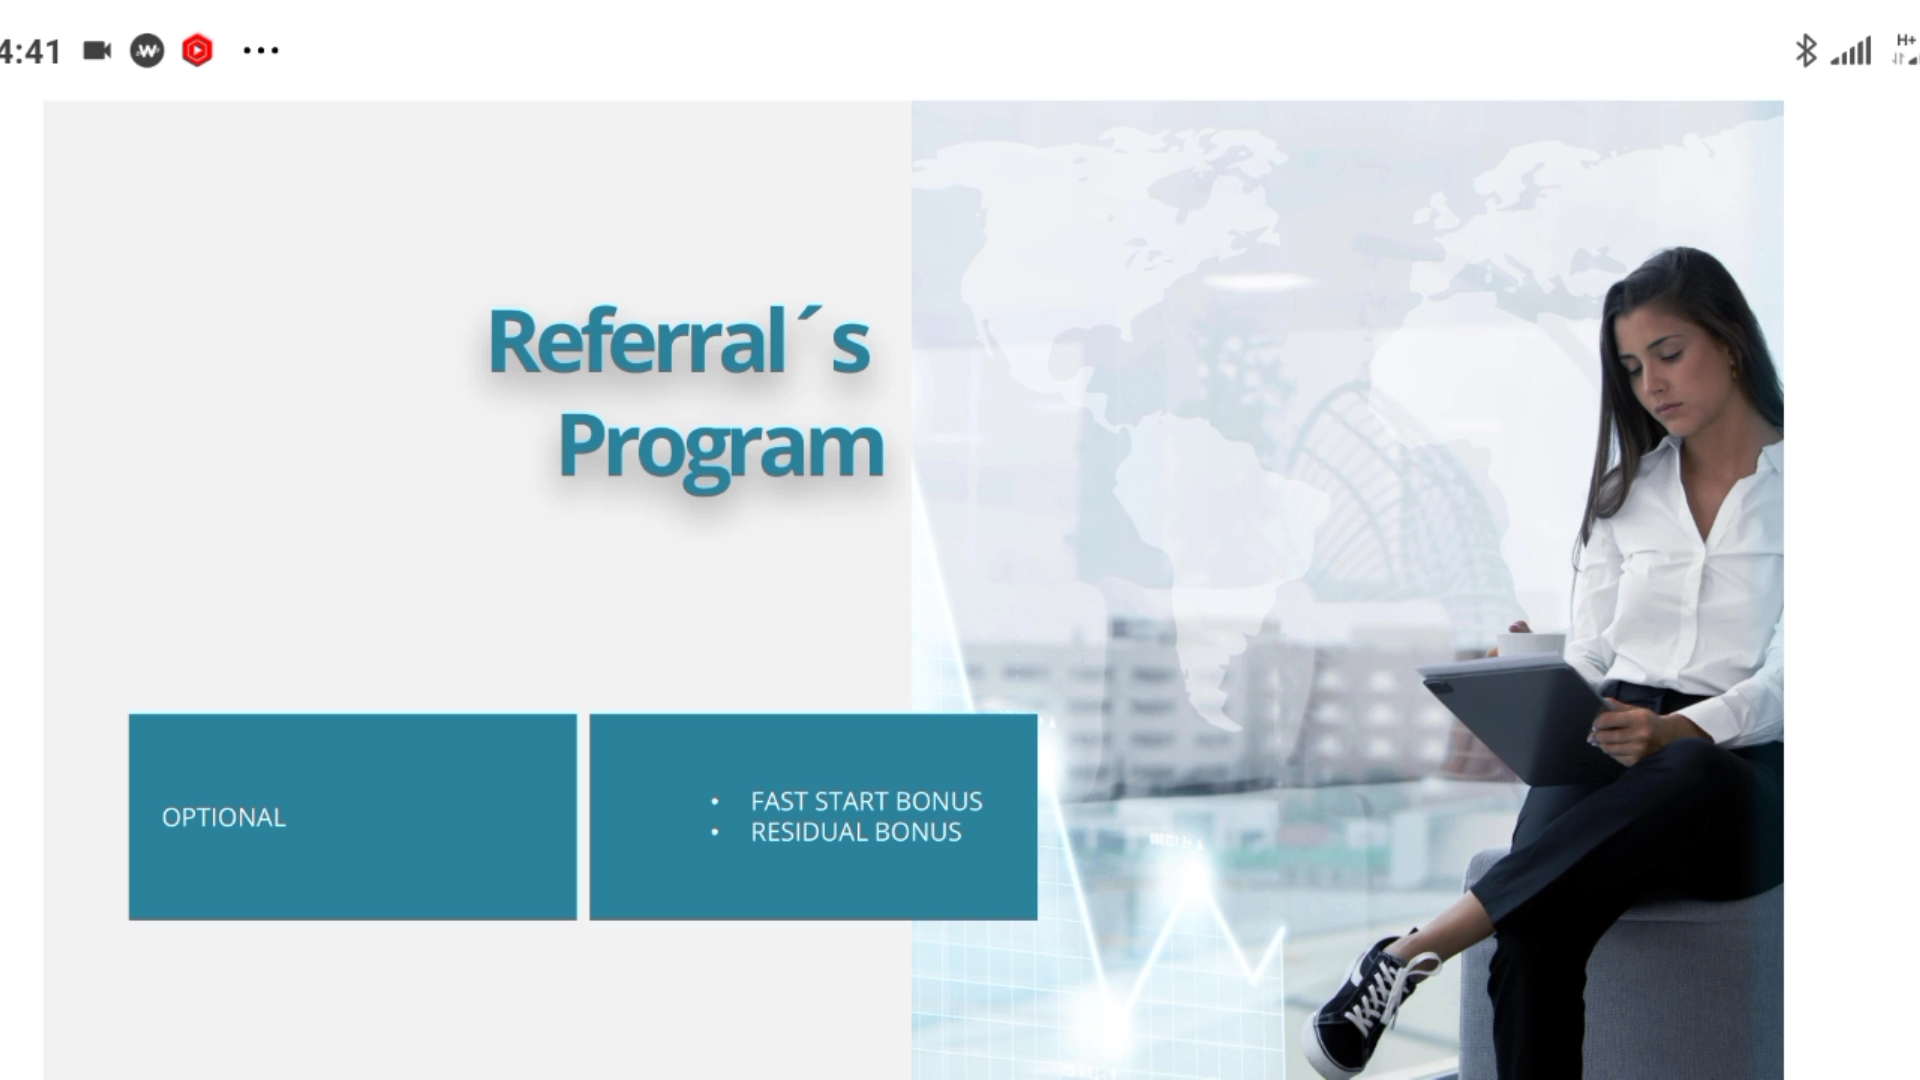 4:41
W
H+
Referral´s
Program
OPTIONAL
• FAST START BONUS
• RESIDUAL BONUS